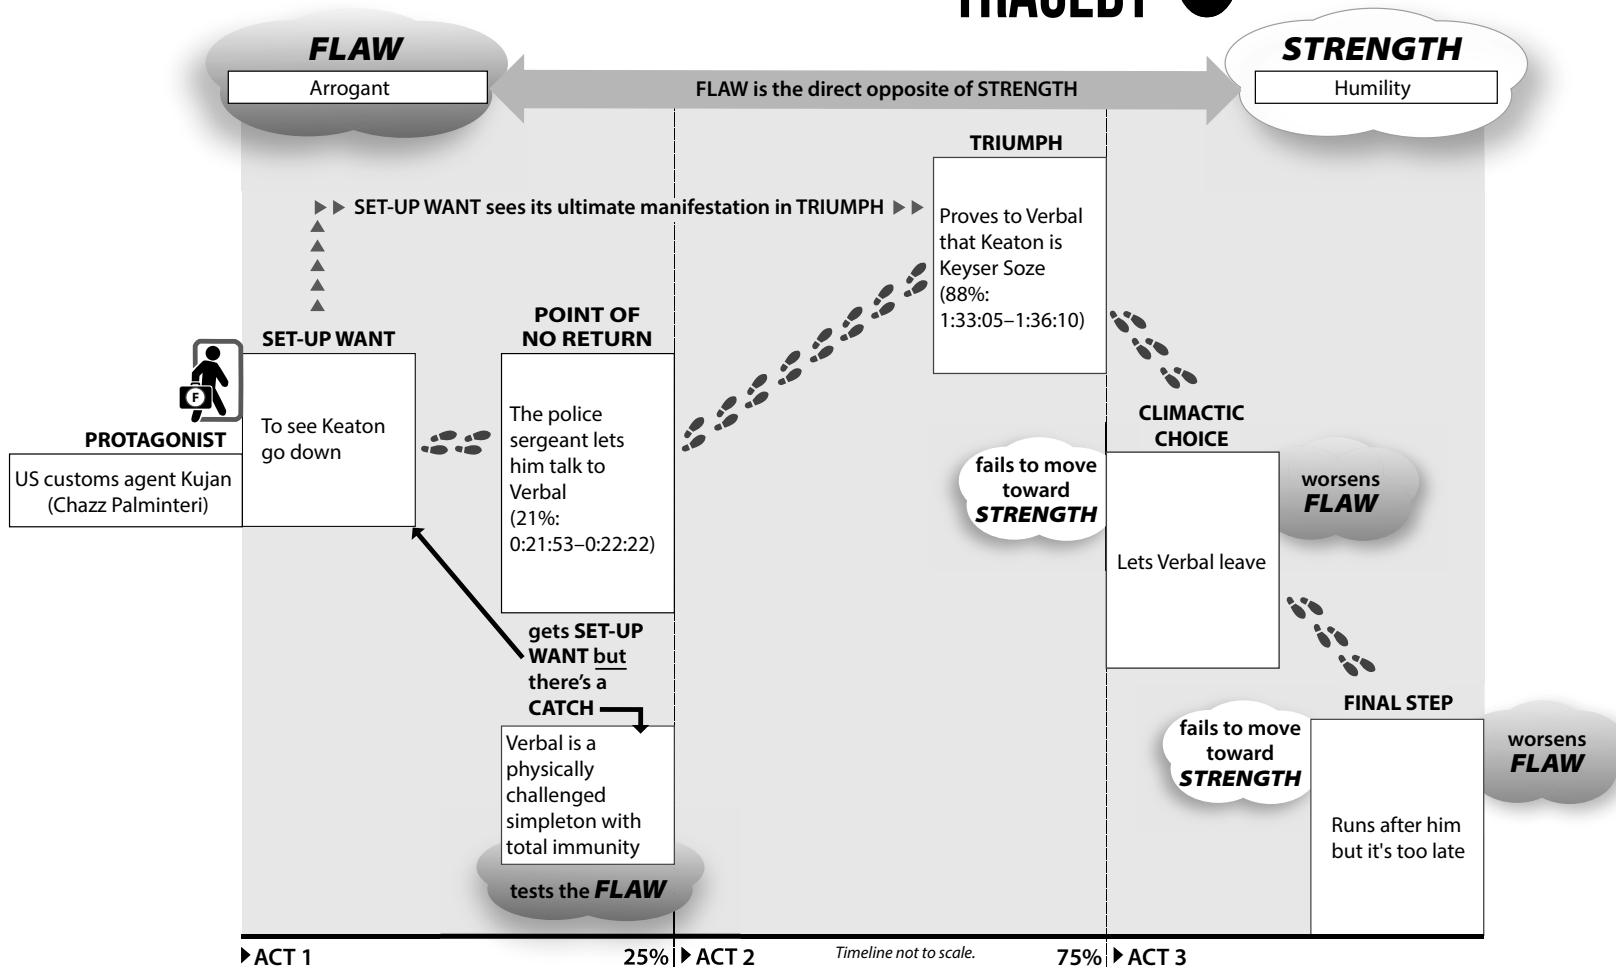 TRAGEDY
FLAW
Arrogant
FLAW is the direct opposite of STRENGTH
STRENGTH
Humility
TRIUMPH
Proves to Verbal
that Keaton is
Keyser Soze
(88%:
1:33:05–1:36:10)
SET-UP WANT sees its ultimate manifestation in TRIUMPH
POINT OF
NO RETURN
The police
sergeant lets
him talk to
Verbal
(21%:
0:21:53–0:22:22)
SET-UP WANT
To see Keaton
go down
F
PROTAGONIST
US customs agent Kujan
(Chazz Palminteri)
gets SET-UP
WANT but
there's a
CATCH
Verbal is a
physically
challenged
simpleton with
total immunity
tests the FLAW
CLIMACTIC
CHOICE
fails to move
toward
STRENGTH
Lets Verbal leave
worsens
FLAW
FINAL STEP
fails to move
toward
STRENGTH
Runs after him
but it's too late
worsens
FLAW
ACT 1
25%
ACT 2
Timeline not to scale.
75%
ACT 3